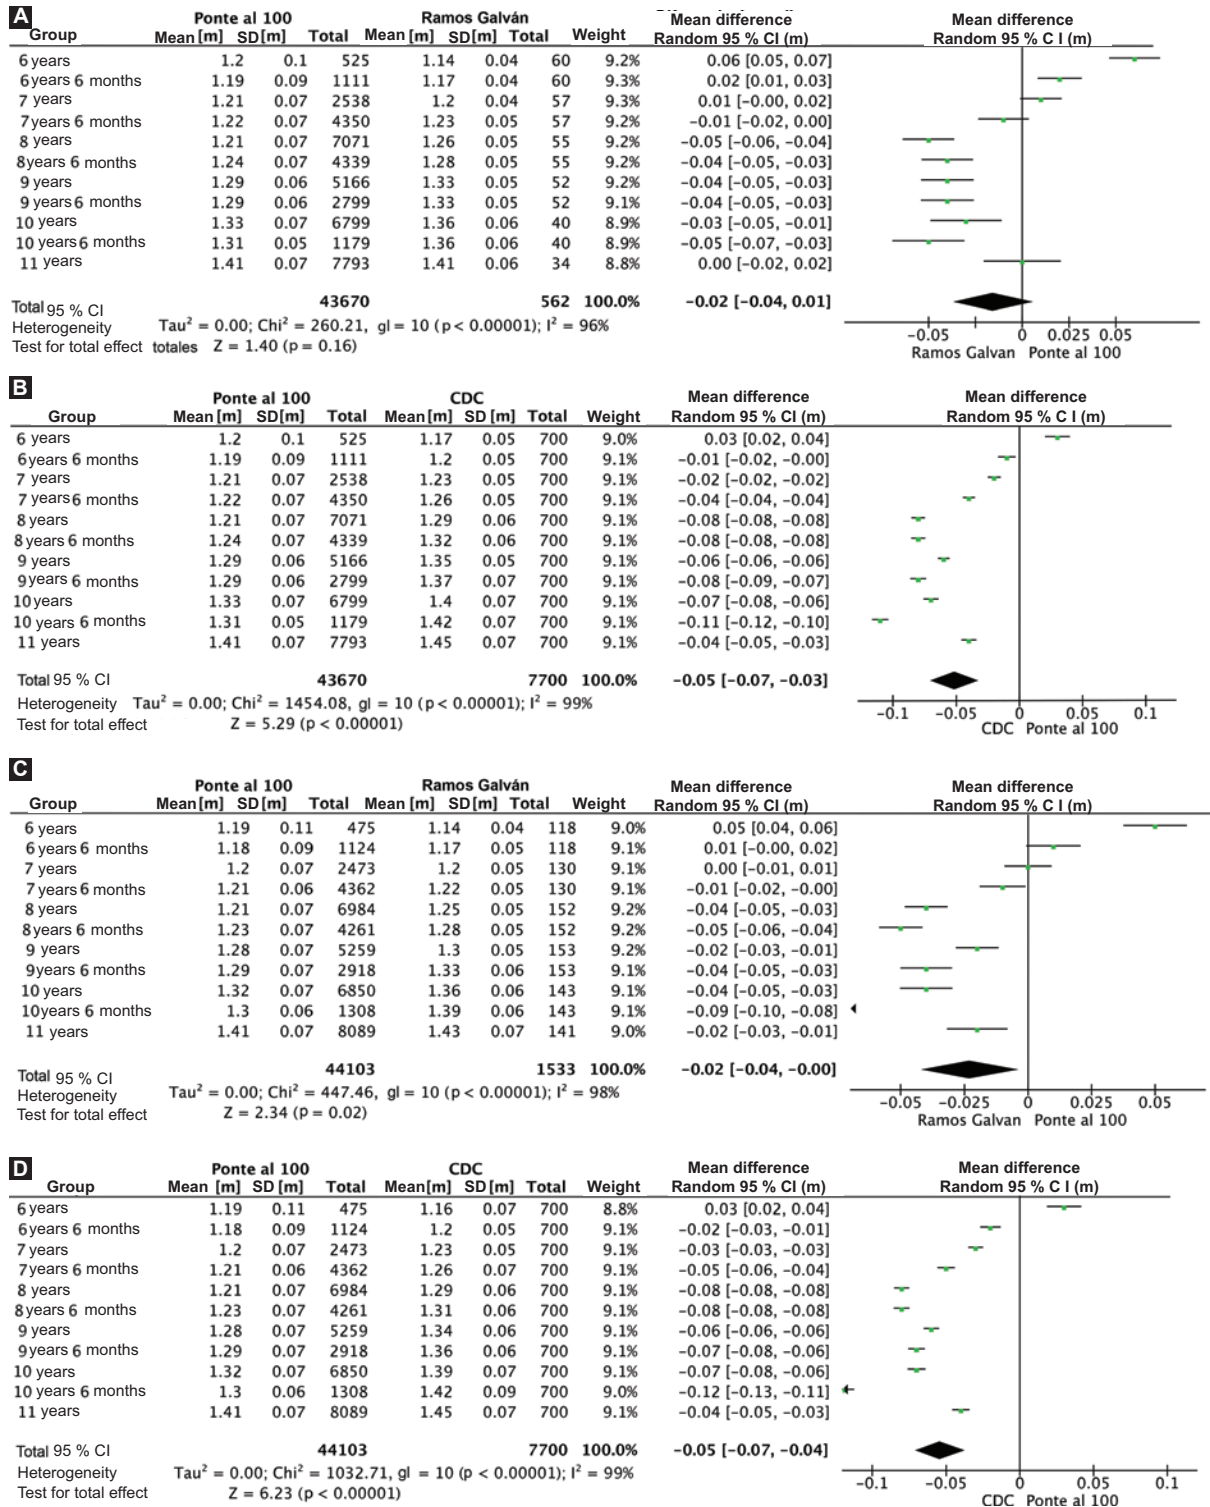 A
Ponte al 100 Ramos Galván Mean difference Mean difference
Group Mean [m] SD [m] Total Mean [m] SD [m] Total Weight Random 95 % CI (m) Random 95 % C I (m)
6 years 1.2 0.1 525 1.14 0.04 60 9.2% 0.06 [0.05, 0.07]
6years 6 months 1.19 0.09 1111 1.17 0.04 60 9.3% 0.02 [0.01, 0.03]
7 years 1.21 0.07 2538 1.2 0.04 57 9.3% 0.01 [−0.00, 0.02]
7years 6 months 1.22 0.07 4350 1.23 0.05 57 9.2% −0.01 [−0.02, 0.00]
8 years 1.21 0.07 7071 1.26 0.05 55 9.2% −0.05 [−0.06, −0.04]
8years 6 months 1.24 0.07 4339 1.28 0.05 55 9.2% −0.04 [−0.05, −0.03]
9 years 1.29 0.06 5166 1.33 0.05 52 9.2% −0.04 [−0.05, −0.03]
9 years 6 months 1.29 0.06 2799 1.33 0.05 52 9.1% −0.04 [−0.05, −0.03]
10 years 1.33 0.07 6799 1.36 0.06 40 8.9% −0.03 [−0.05, −0.01]
10 years 6 months 1.31 0.05 1179 1.36 0.06 40 8.9% −0.05 [−0.07, −0.03]
11 years 1.41 0.07 7793 1.41 0.06 34 8.8% 0.00 [−0.02, 0.02]
Total 95 % CI 43670 562 100.0% −0.02 [−0.04, 0.01]
Heterogeneity Tau² = 0.00; Chi² = 260.21, gl = 10 (p < 0.00001); I² = 96%
Test for total effect totales Z = 1.40 (p = 0.16)
−0.05 0 0.025 0.05
Ramos Galvan Ponte al 100
B
Ponte al 100 CDC Mean difference Mean difference
Group Mean [m] SD[m] Total Mean [m] SD [m] Total Weight Random 95 % CI (m) Random 95 % C I (m)
6 years 1.2 0.1 525 1.17 0.05 700 9.0% 0.03 [0.02, 0.04]
6years 6 months 1.19 0.09 1111 1.2 0.05 700 9.1% −0.01 [−0.02, −0.00]
7 years 1.21 0.07 2538 1.23 0.05 700 9.1% −0.02 [−0.02, −0.02]
7 years 6 months 1.22 0.07 4350 1.26 0.05 700 9.1% −0.04 [−0.04, −0.04]
8 years 1.21 0.07 7071 1.29 0.06 700 9.1% −0.08 [−0.08, −0.08]
8 years 6 months 1.24 0.07 4339 1.32 0.06 700 9.1% −0.08 [−0.08, −0.08]
9 years 1.29 0.06 5166 1.35 0.05 700 9.1% −0.06 [−0.06, −0.06]
9years 6 months 1.29 0.06 2799 1.37 0.07 700 9.1% −0.08 [−0.09, −0.07]
10 years 1.33 0.07 6799 1.4 0.07 700 9.1% −0.07 [−0.08, −0.06]
10 years 6 months 1.31 0.05 1179 1.42 0.07 700 9.1% −0.11 [−0.12, −0.10]
11 years 1.41 0.07 7793 1.45 0.07 700 9.1% −0.04 [−0.05, −0.03]
Total 95 % CI 43670 7700 100.0% −0.05 [−0.07, −0.03]
Heterogeneity Tau² = 0.00; Chi² = 1454.08, gl = 10 (p < 0.00001); I² = 99%
Test for total effect Z = 5.29 (p < 0.00001)
−0.1 −0.05 0 0.05 0.1
CDC Ponte al 100
C
Ponte al 100 Ramos Galván Mean difference Mean difference
Group Mean[m] SD[m] Total Mean [m] SD [m] Total Weight Random 95 % CI (m) Random 95 % C I (m)
6 years 1.19 0.11 475 1.14 0.04 118 9.0% 0.05 [0.04, 0.06]
6 years 6 months 1.18 0.09 1124 1.17 0.05 118 9.1% 0.01 [−0.00, 0.02]
7 years 1.2 0.07 2473 1.2 0.05 130 9.1% 0.00 [−0.01, 0.01]
7 years 6 months 1.21 0.06 4362 1.22 0.05 130 9.1% −0.01 [−0.02, −0.00]
8 years 1.21 0.07 6984 1.25 0.05 152 9.2% −0.04 [−0.05, −0.03]
8years 6 months 1.23 0.07 4261 1.28 0.05 152 9.2% −0.05 [−0.06, −0.04]
9 years 1.28 0.07 5259 1.3 0.05 153 9.2% −0.02 [−0.03, −0.01]
9years 6 months 1.29 0.07 2918 1.33 0.06 153 9.1% −0.04 [−0.05, −0.03]
10 years 1.32 0.07 6850 1.36 0.06 143 9.1% −0.04 [−0.05, −0.03]
10years 6 months 1.3 0.06 1308 1.39 0.06 143 9.1% −0.09 [−0.10, −0.08]
11 years 1.41 0.07 8089 1.43 0.07 141 9.0% −0.02 [−0.03, −0.01]
Total 95 % CI 44103 1533 100.0% −0.02 [−0.04, −0.00]
Heterogeneity Tau² = 0.00; Chi² = 447.46, gl = 10 (p < 0.00001); I² = 98%
Test for total effect Z = 2.34 (p = 0.02)
−0.05 −0.025 0 0.025 0.05
Ramos Galvan Ponte al 100
D
Ponte al 100 CDC Mean difference Mean difference
Group Mean [m] SD [m] Total Mean[m] SD [m] Total Weight Random 95 % CI (m) Random 95 % C I (m)
6 years 1.19 0.11 475 1.16 0.07 700 8.8% 0.03 [0.02, 0.04]
6years 6 months 1.18 0.09 1124 1.2 0.05 700 9.1% −0.02 [−0.03, −0.01]
7 years 1.2 0.07 2473 1.23 0.05 700 9.1% −0.03 [−0.03, −0.03]
7years 6 months 1.21 0.06 4362 1.26 0.07 700 9.1% −0.05 [−0.06, −0.04]
8 years 1.21 0.07 6984 1.29 0.06 700 9.1% −0.08 [−0.08, −0.08]
8years 6 months 1.23 0.07 4261 1.31 0.06 700 9.1% −0.08 [−0.08, −0.08]
9 years 1.28 0.07 5259 1.34 0.06 700 9.1% −0.06 [−0.06, −0.06]
9years 6 months 1.29 0.07 2918 1.36 0.06 700 9.1% −0.07 [−0.08, −0.06]
10 years 1.32 0.07 6850 1.39 0.07 700 9.1% −0.07 [−0.08, −0.06]
10 years 6 months 1.3 0.06 1308 1.42 0.09 700 9.0% −0.12 [−0.13, −0.11]
11 years 1.41 0.07 8089 1.45 0.07 700 9.1% −0.04 [−0.05, −0.03]
Total 95 % CI 44103 7700 100.0% −0.05 [−0.07, −0.04]
Heterogeneity Tau² = 0.00; Chi² = 1032.71, gl = 10 (p < 0.00001); I² = 99%
Test for total effect Z = 6.23 (p < 0.00001)
−0.1 −0.05 0 0.05 0.1
CDC Ponte al 100